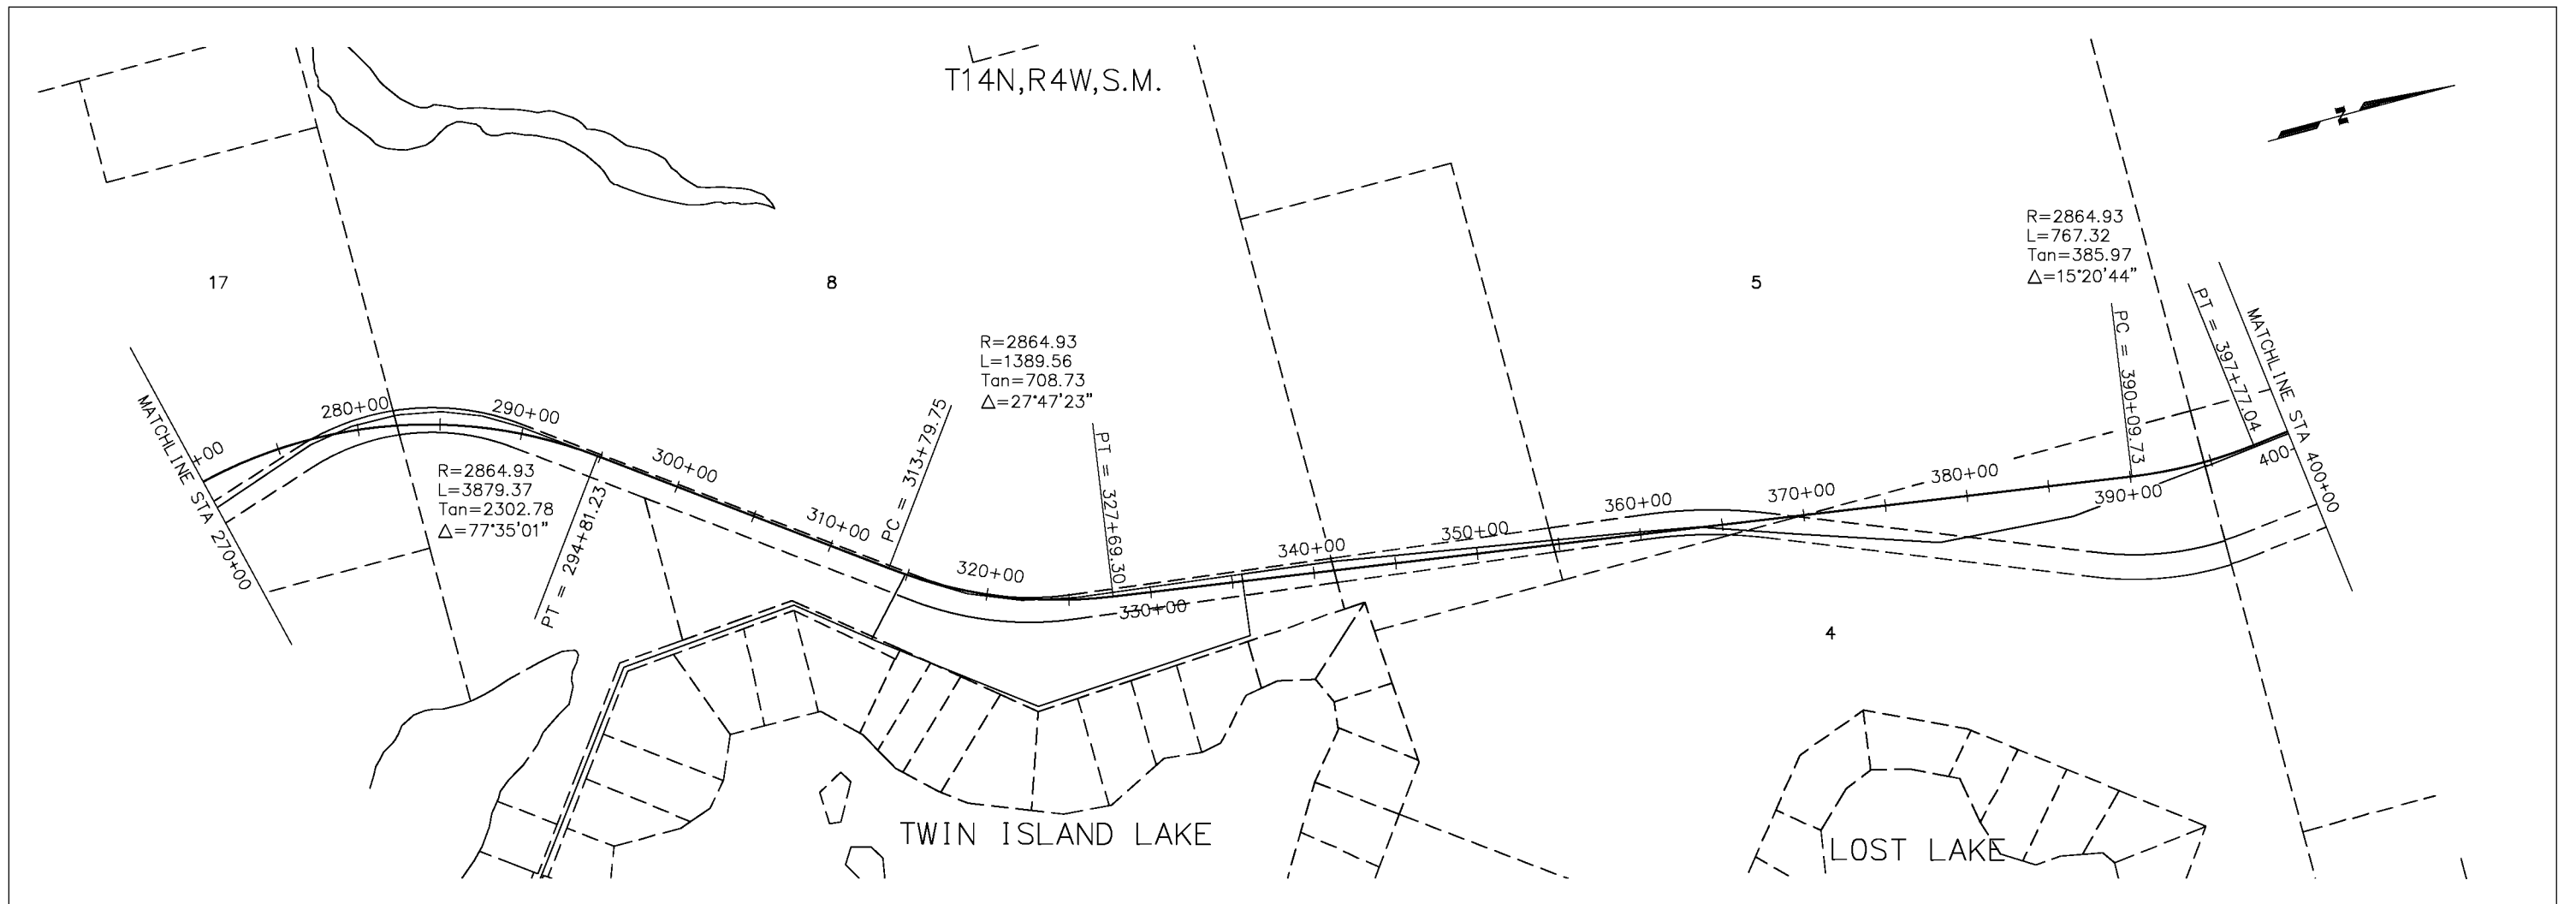 T14N,R4W,S.M.
N
17
8
5
4
R=2864.93
L=767.32
Tan=385.97
Δ=15°20'44"
R=2864.93
L=1389.56
Tan=708.73
Δ=27°47'23"
R=2864.93
L=3879.37
Tan=2302.78
Δ=77°35'01"
MATCHLINE STA 270+00
+00
280+00
290+00
PT = 294+81.23
300+00
310+00
PC = 313+79.75
320+00
PT = 327+69.30
330+00
340+00
350+00
360+00
370+00
380+00
390+00
PC = 390+09.73
PT = 397+77.04
400
MATCHLINE STA 400+00
TWIN ISLAND LAKE
LOST LAKE